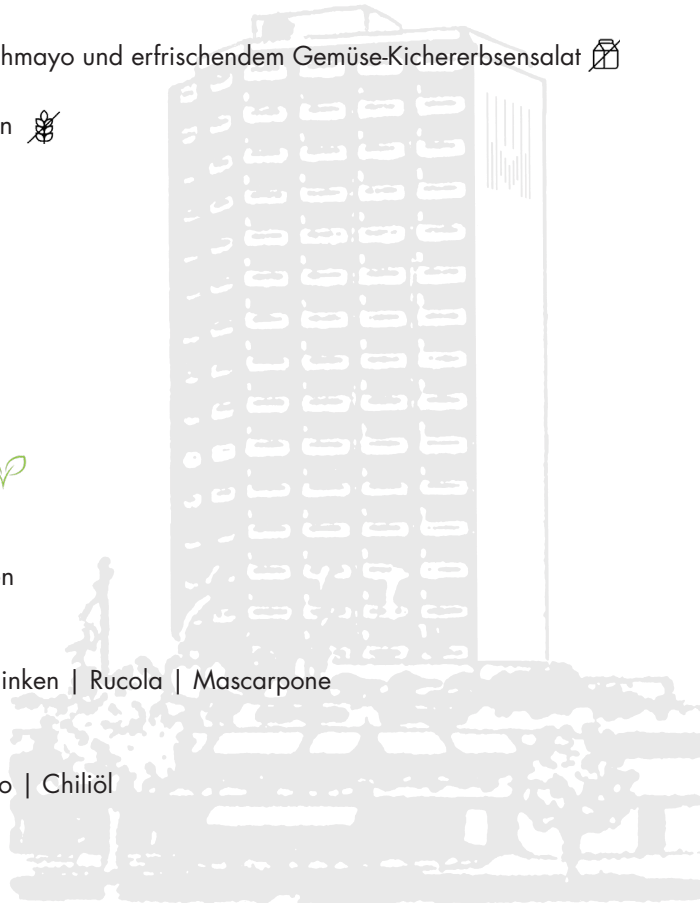 hmayo und erfrischendem Gemüse-Kichererbsensalat
n
n
inken | Rucola | Mascarpone
o | Chiliöl